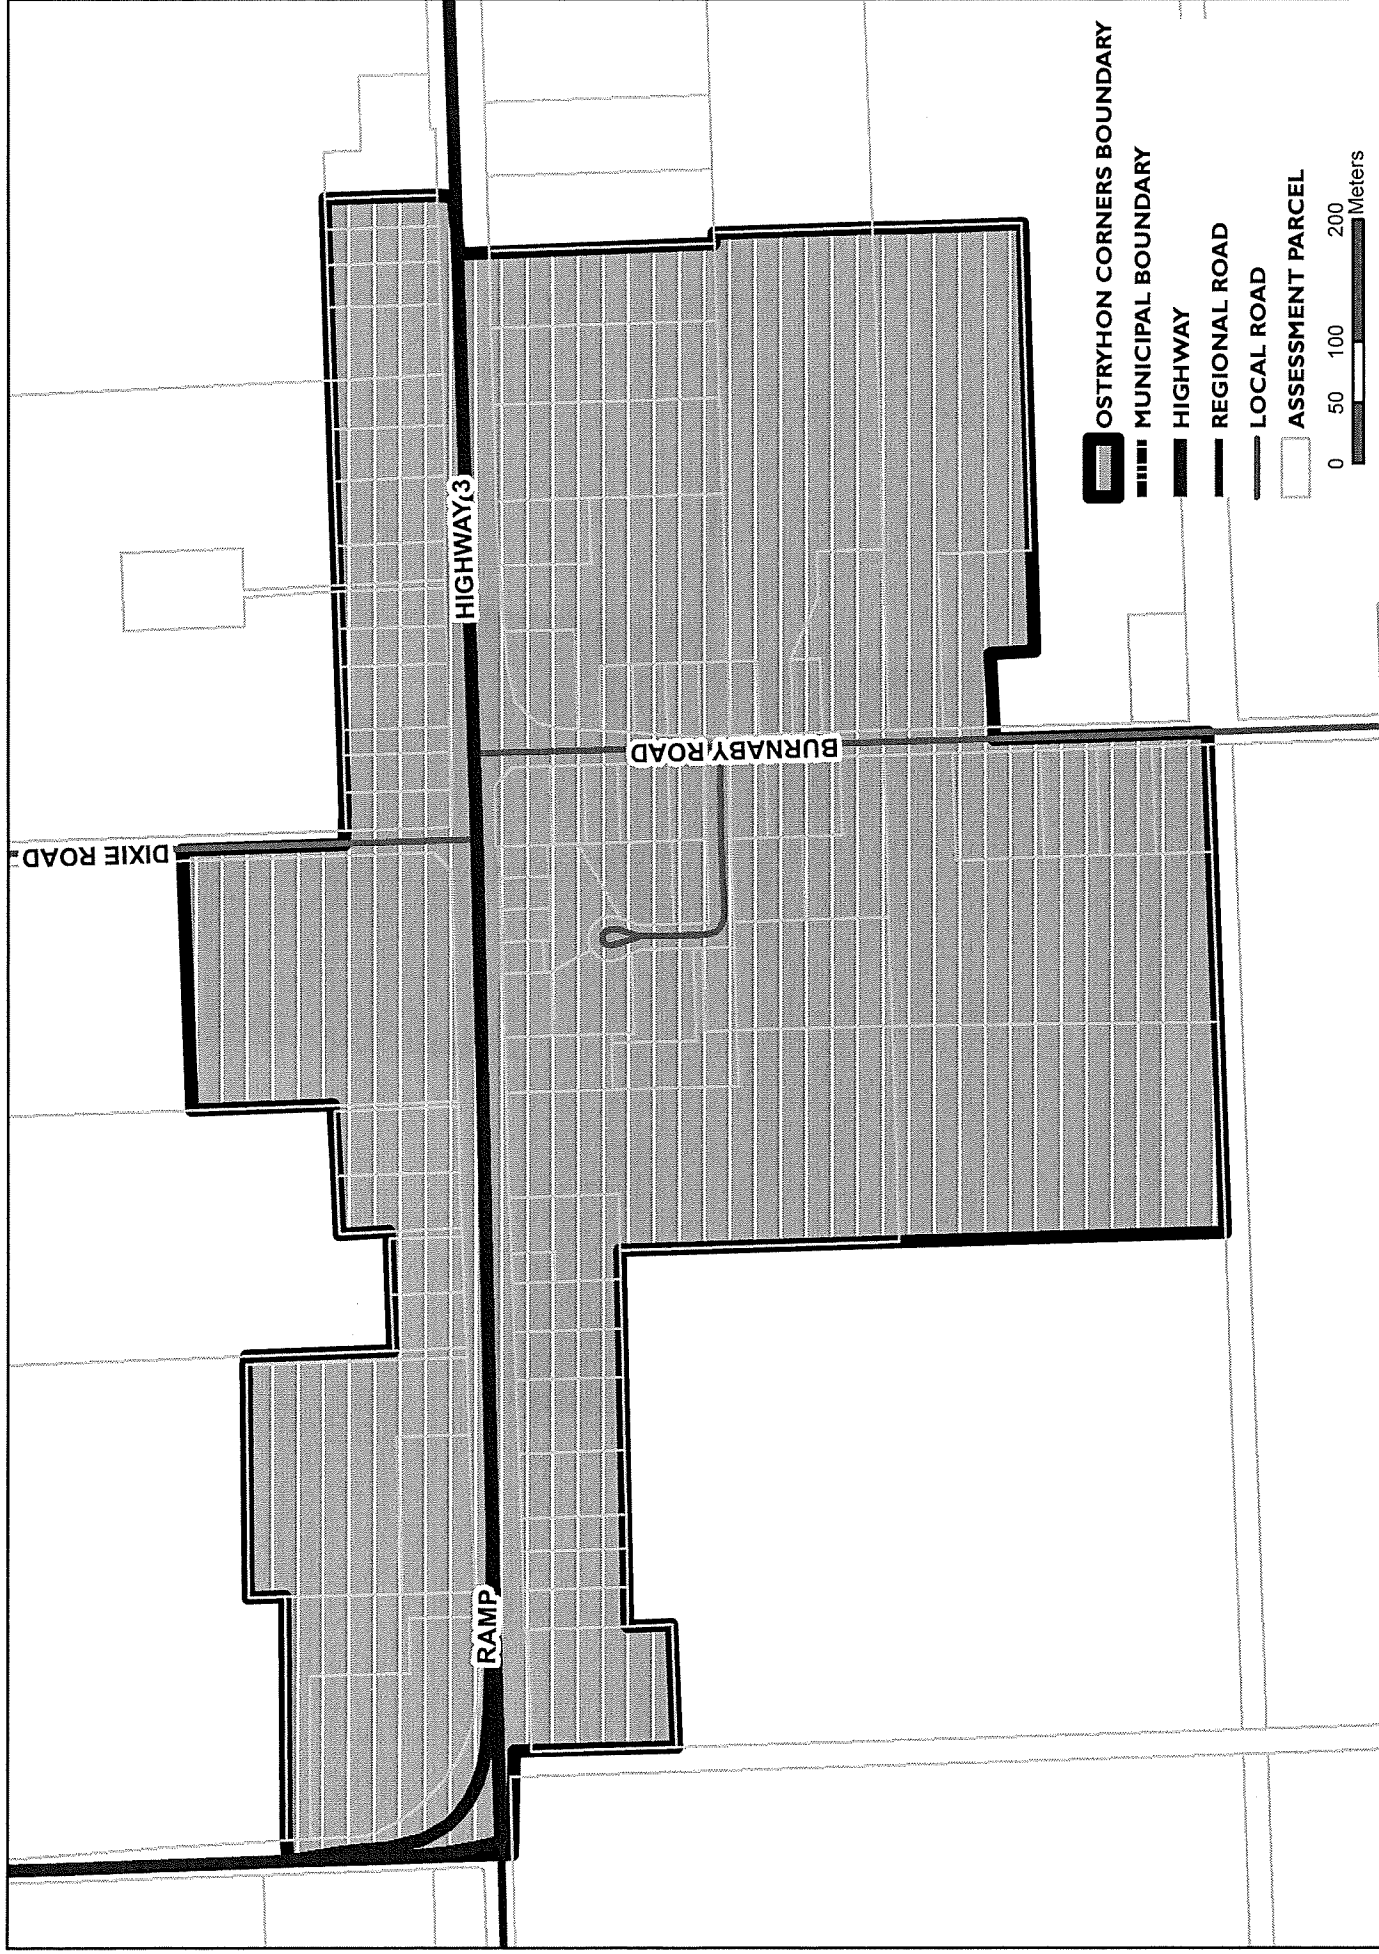 DIXIE ROAD
HIGHWAY 3
BURNABY ROAD
RAMP
OSTRYHON CORNERS BOUNDARY
MUNICIPAL BOUNDARY
HIGHWAY
REGIONAL ROAD
LOCAL ROAD
ASSESSMENT PARCEL
0 50 100 200
Meters